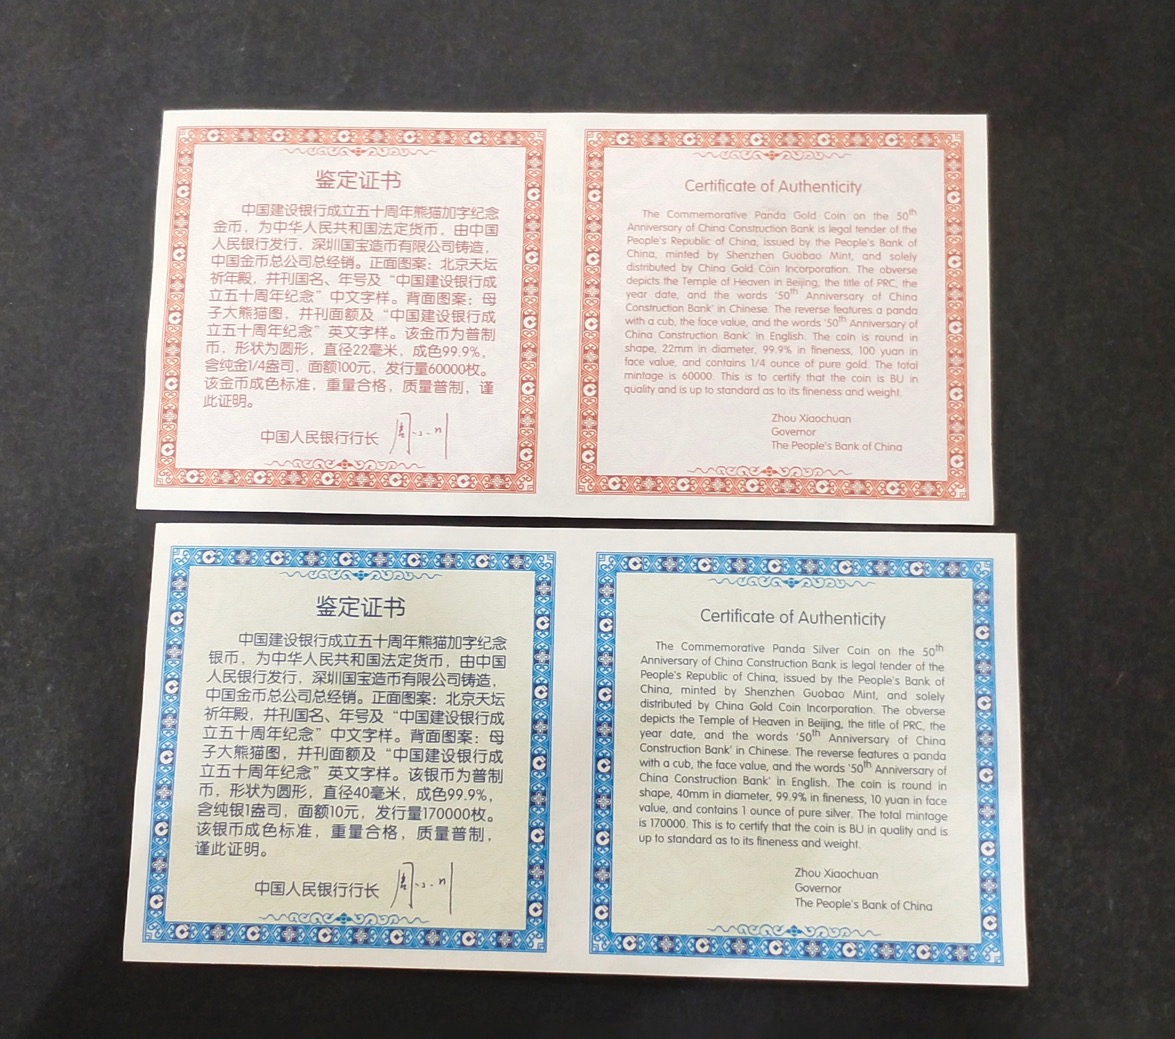 鉴定证书
中国建设银行成立五十周年熊猫加字纪念
金币，为中华人民共和国法定货币，由中国
人民银行发行，深圳国宝造币有限公司铸造，
中国金币总公司总经销。正面图案：北京天坛
祈年殿，并刊国名、年号及“中国建设银行成
立五十周年纪念”中文字样。背面图案：母
子大熊猫图，并刊面额及“中国建设银行成
立五十周年纪念”英文字样。该金币为普制
币，形状为圆形，直径22毫米，成色99.9%，
含纯金1/4盎司，面额100元，发行量60000枚。
该金币成色标准，重量合格，质量普制，谨
此证明。
中国人民银行行长 周小川
Certificate of Authenticity
The Commemorative Panda Gold Coin on the 50th
Anniversary of China Construction Bank is legal tender of the
People's Republic of China, issued by the People's Bank of
China, minted by Shenzhen Guobao Mint, and solely
distributed by China Gold Coin Incorporation. The obverse
depicts the Temple of Heaven in Beijing, the title of PRC, the
year date, and the words '50th Anniversary of China
Construction Bank' in Chinese. The reverse features a panda
with a cub, the face value, and the words '50th Anniversary of
China Construction Bank' in English. The coin is round in
shape, 22mm in diameter, 99.9% in fineness, 100 yuan in
face value, and contains 1/4 ounce of pure gold. The total
mintage is 60000. This is to certify that the coin is BU in
quality and is up to standard as to its fineness and weight.
Zhou Xiaochuan
Governor
The People's Bank of China
鉴定证书
中国建设银行成立五十周年熊猫加字纪念
银币，为中华人民共和国法定货币，由中国
人民银行发行，深圳国宝造币有限公司铸造，
中国金币总公司总经销。正面图案：北京天坛
祈年殿，并刊国名、年号及“中国建设银行成
立五十周年纪念”中文字样。背面图案：母
子大熊猫图，并刊面额及“中国建设银行成
立五十周年纪念”英文字样。该银币为普制
币，形状为圆形，直径40毫米，成色99.9%，
含纯银1盎司，面额10元，发行量170000枚。
该银币成色标准，重量合格，质量普制，
谨此证明。
中国人民银行行长 周小川
Certificate of Authenticity
The Commemorative Panda Silver Coin on the 50th
Anniversary of China Construction Bank is legal tender of the
People's Republic of China, issued by the People's Bank of
China, minted by Shenzhen Guobao Mint, and solely
distributed by China Gold Coin Incorporation. The obverse
depicts the Temple of Heaven in Beijing, the title of PRC, the
year date, and the words '50th Anniversary of China
Construction Bank' in Chinese. The reverse features a panda
with a cub, the face value, and the words '50th Anniversary of
China Construction Bank' in English. The coin is round in
shape, 40mm in diameter, 99.9% in fineness, 10 yuan in face
value, and contains 1 ounce of pure silver. The total mintage
is 170000. This is to certify that the coin is BU in quality and is
up to standard as to its fineness and weight.
Zhou Xiaochuan
Governor
The People's Bank of China